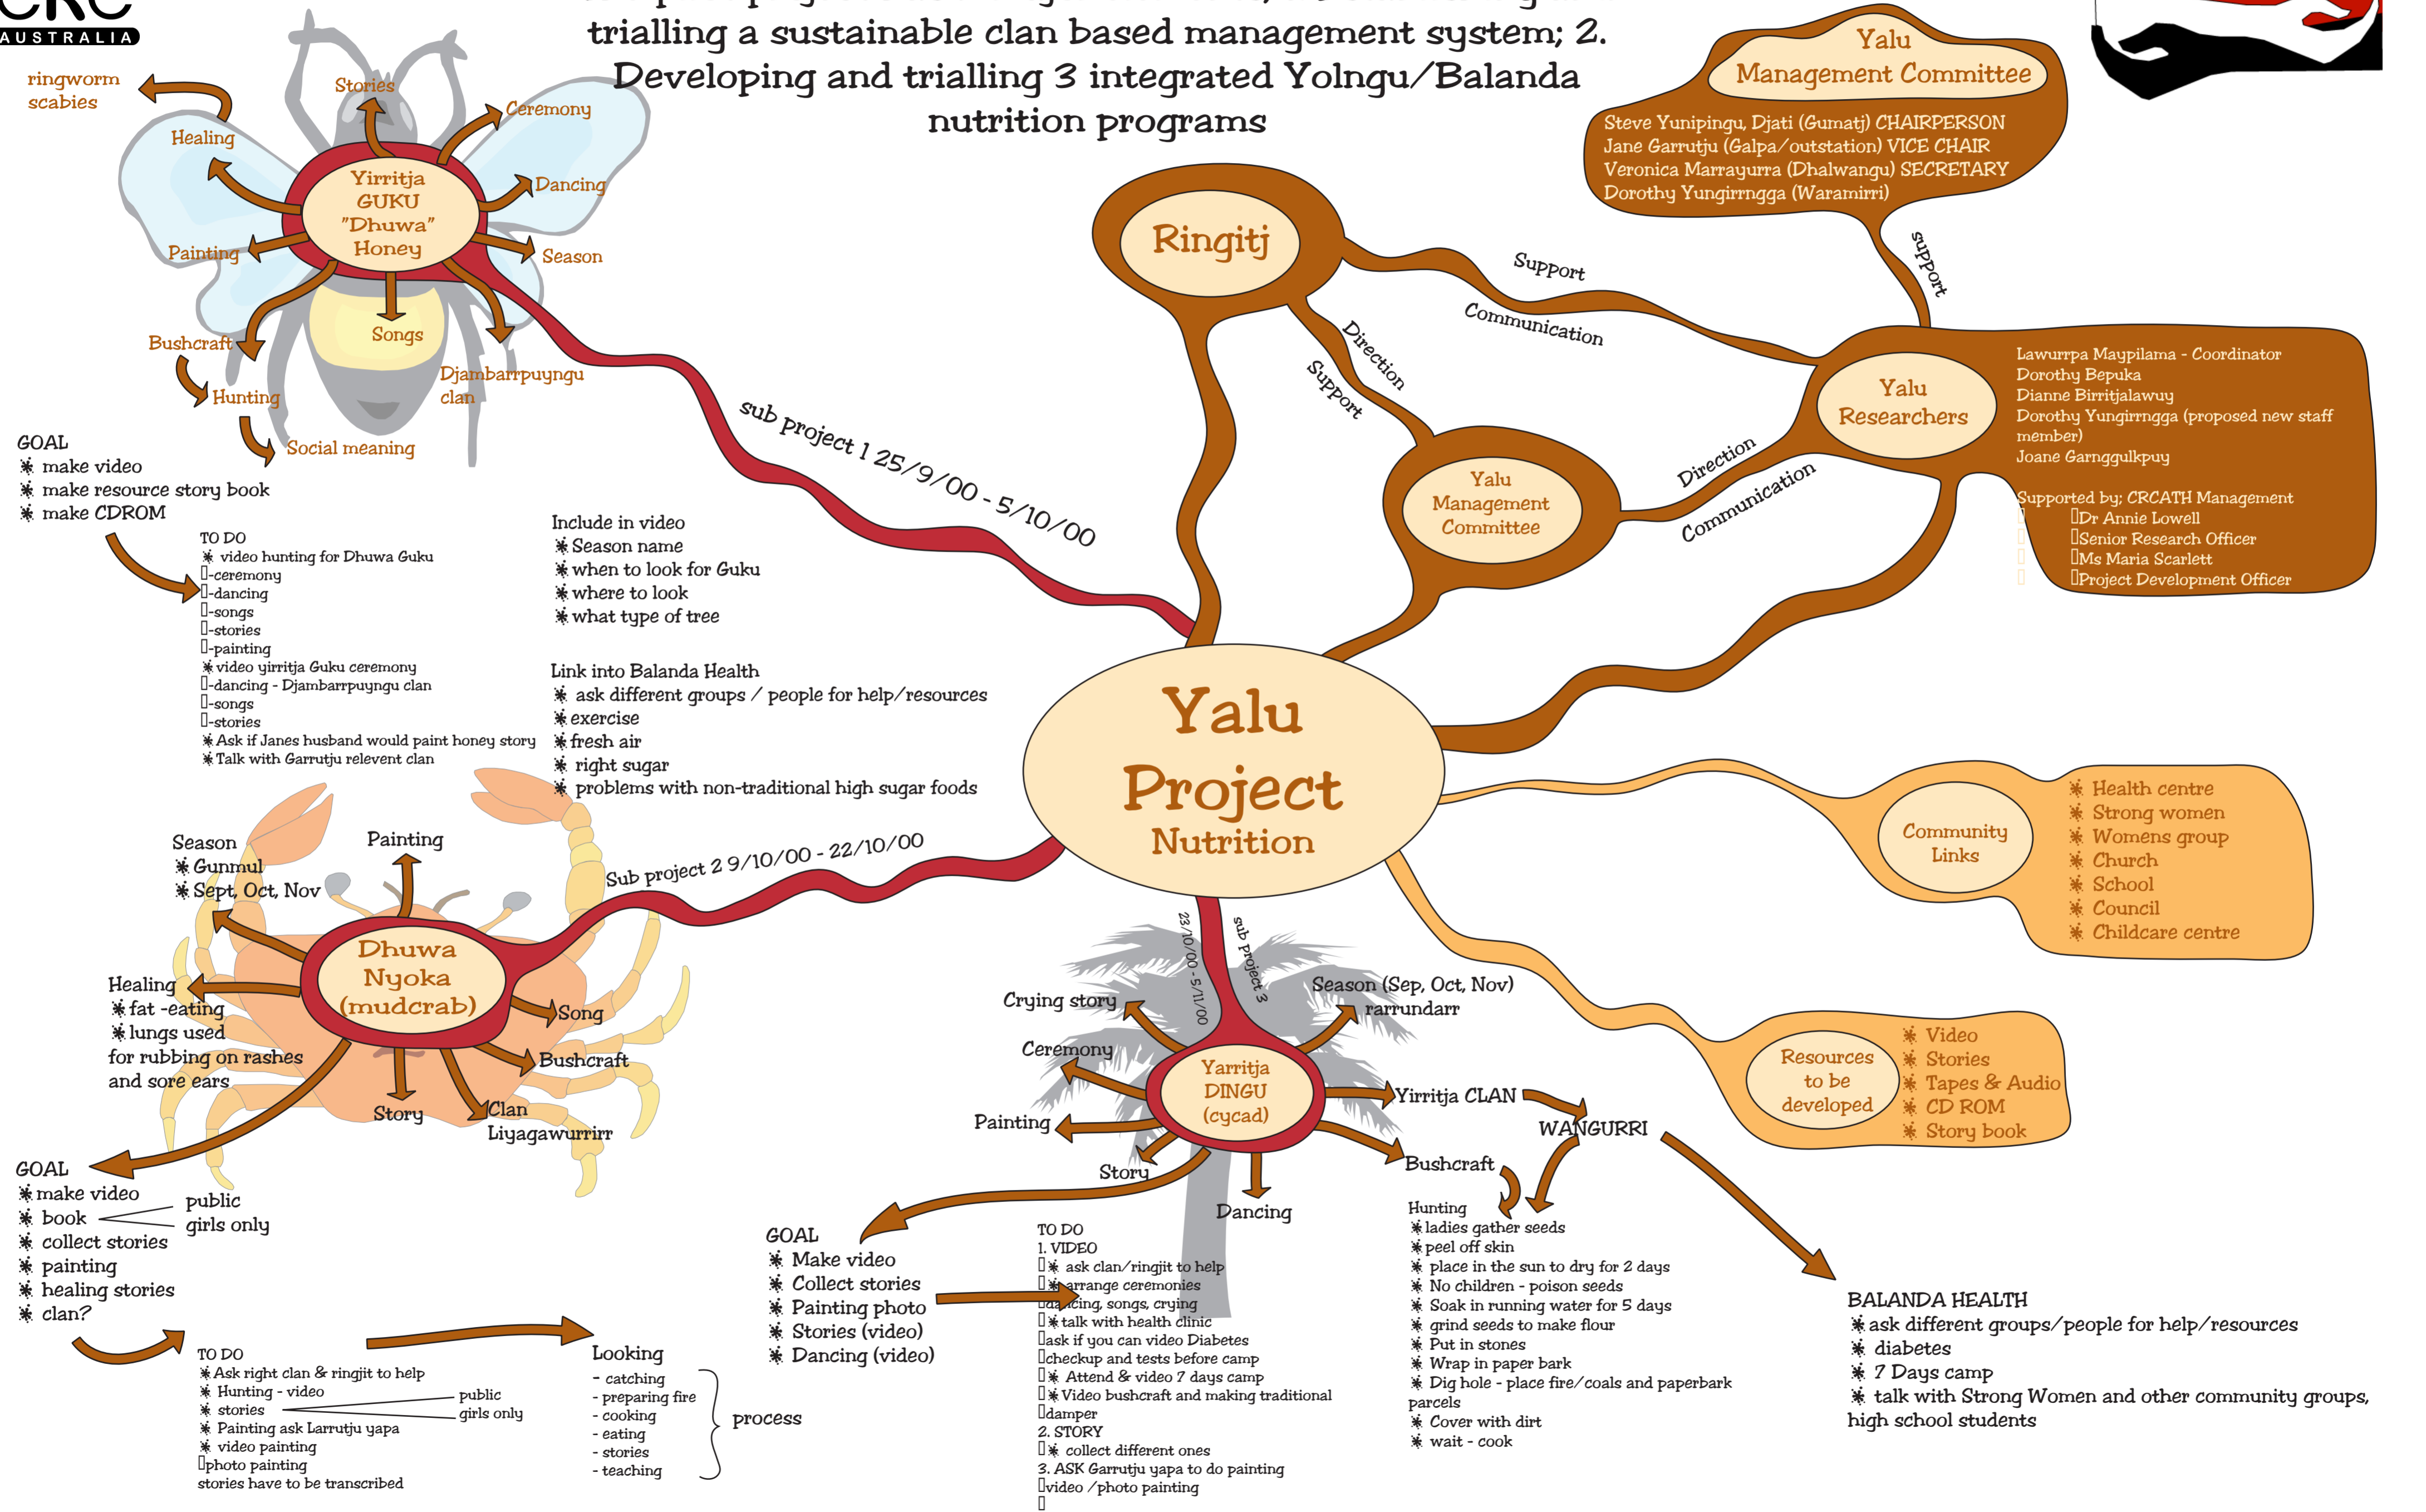 CRC
AUSTRALIA
trialling a sustainable clan based management system; 2.
Developing and trialling 3 integrated Yolngu/Balanda
nutrition programs
Yalu
Management Committee
Steve Yunipingu, Djati (Gumatj) CHAIRPERSON
Jane Garrutju (Galpa/outstation) VICE CHAIR
Veronica Marrayurra (Dhalwangu) SECRETARY
Dorothy Yungirrngga (Waramirri)
support
ringworm
scabies
Healing
Stories
Ceremony
Dancing
Season
Painting
Yirritja
GUKU
"Dhuwa"
Honey
Bushcraft
Hunting
Social meaning
Songs
Djambarrpuyngu
clan
sub project 1 25/9/00 - 5/10/00
Ringitj
Support
Communication
Direction
Support
Yalu
Management
Committee
Direction
Communication
Yalu
Researchers
Lawurrpa Maypilama - Coordinator
Dorothy Bepuka
Dianne Birritjalawuy
Dorothy Yungirrngga (proposed new staff
member)
Joane Garnggulkpuy
Supported by; CRCATH Management
Dr Annie Lowell
Senior Research Officer
Ms Maria Scarlett
Project Development Officer
GOAL
make video
make resource story book
make CDROM
TO DO
video hunting for Dhuwa Guku
-ceremony
-dancing
-songs
-stories
-painting
video yirritja Guku ceremony
-dancing - Djambarrpuyngu clan
-songs
-stories
Ask if Janes husband would paint honey story
Talk with Garrutju relevent clan
Include in video
Season name
when to look for Guku
where to look
what type of tree
Link into Balanda Health
ask different groups / people for help/resources
exercise
fresh air
right sugar
problems with non-traditional high sugar foods
Yalu
Project
Nutrition
Community
Links
Health centre
Strong women
Womens group
Church
School
Council
Childcare centre
Resources
to be
developed
Video
Stories
Tapes & Audio
CD ROM
Story book
Sub project 2 9/10/00 - 22/10/00
Season
Gunmul
Sept, Oct, Nov
Painting
Dhuwa
Nyoka
(mudcrab)
Healing
fat -eating
lungs used
for rubbing on rashes
and sore ears
Song
Bushcraft
Clan
Liyagawurrirr
Story
GOAL
make video
book
public
girls only
collect stories
painting
healing stories
clan?
TO DO
Ask right clan & ringjit to help
Hunting - video
stories
public
girls only
Painting ask Larrutju yapa
video painting
photo painting
stories have to be transcribed
Looking
- catching
- preparing fire
- cooking
- eating
- stories
- teaching
process
23/10/00 - 5/11/00
sub project 3
Crying story
Ceremony
Painting
Story
Dancing
Season (Sep, Oct, Nov)
rarrundarr
Yarritja
DINGU
(cycad)
Yirritja CLAN
WANGURRI
Bushcraft
GOAL
Make video
Collect stories
Painting photo
Stories (video)
Dancing (video)
TO DO
1. VIDEO
ask clan/ringjit to help
arrange ceremonies
dancing, songs, crying
talk with health clinic
ask if you can video Diabetes
checkup and tests before camp
Attend & video 7 days camp
Video bushcraft and making traditional
damper
2. STORY
collect different ones
3. ASK Garrutju yapa to do painting
video /photo painting
Hunting
ladies gather seeds
peel off skin
place in the sun to dry for 2 days
No children - poison seeds
Soak in running water for 5 days
grind seeds to make flour
Put in stones
Wrap in paper bark
Dig hole - place fire/coals and paperbark
parcels
Cover with dirt
wait - cook
BALANDA HEALTH
ask different groups/people for help/resources
diabetes
7 Days camp
talk with Strong Women and other community groups,
high school students